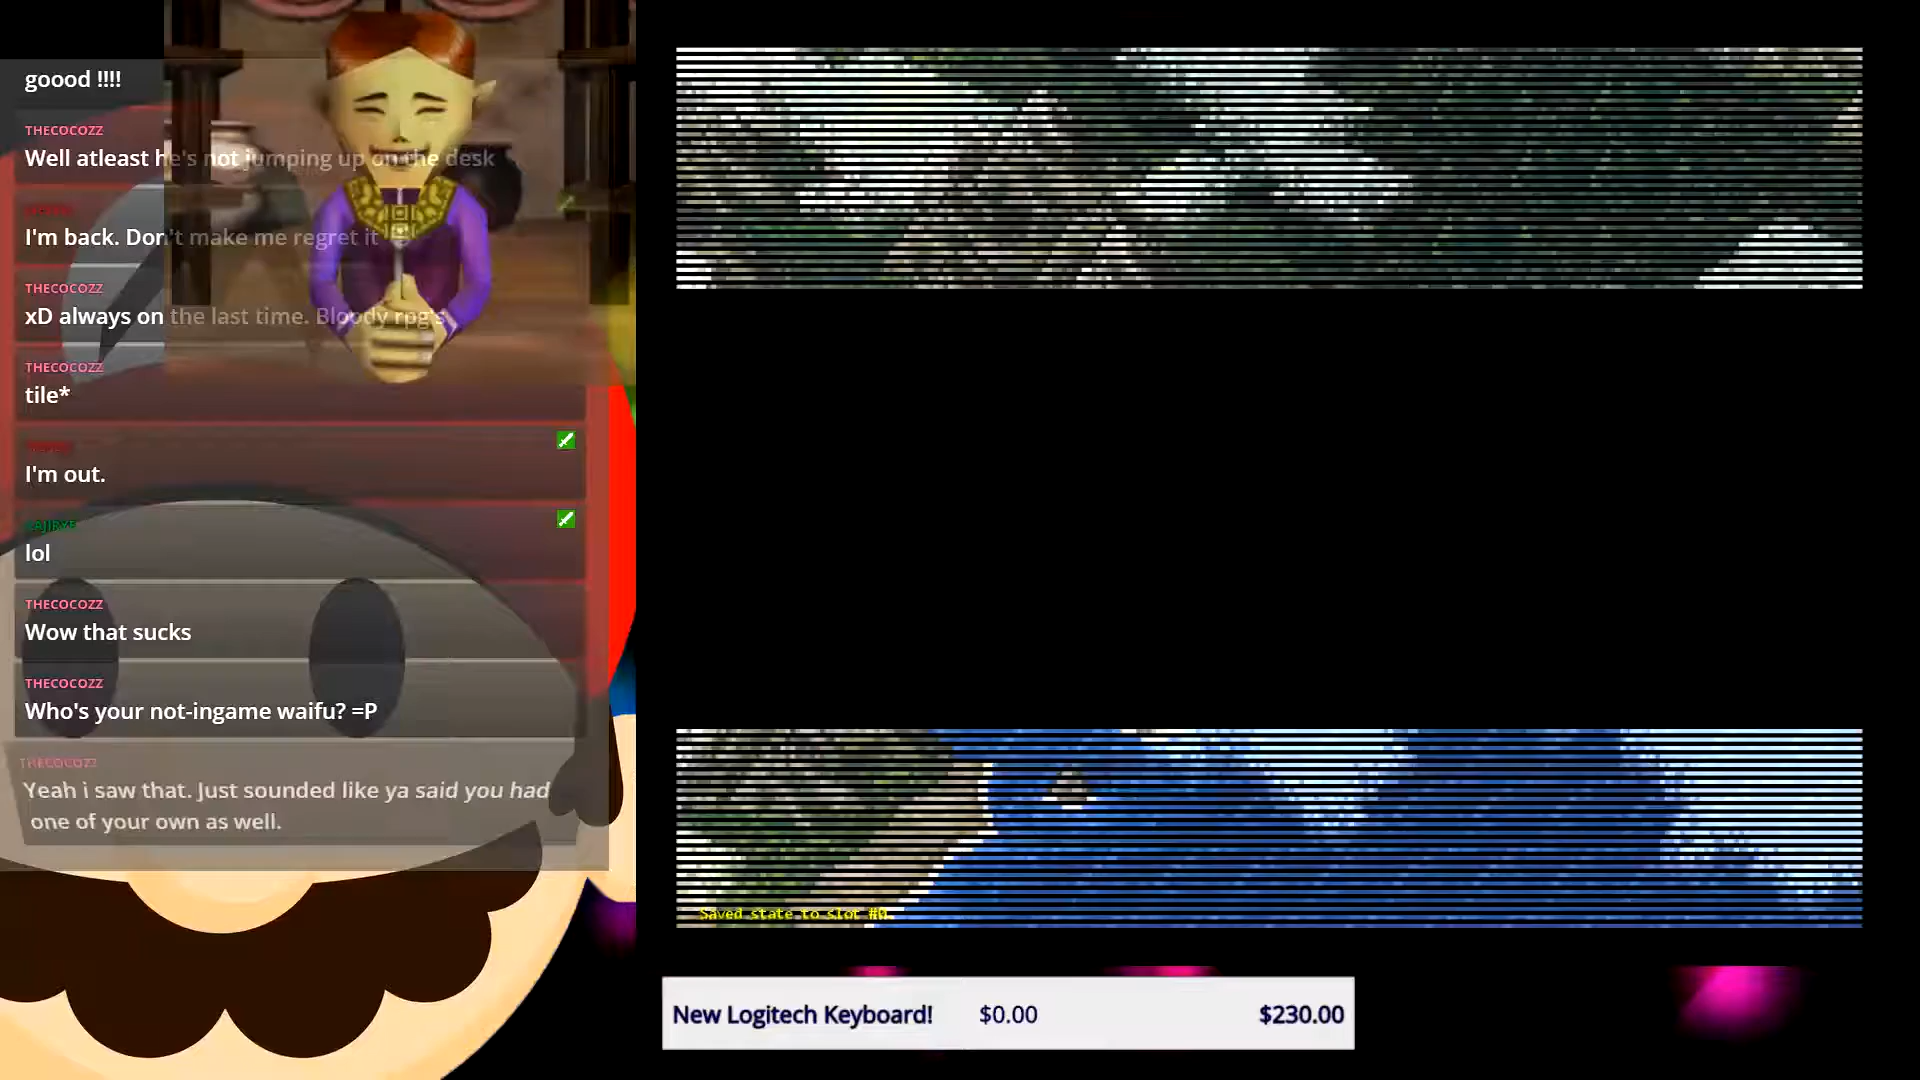 goood !!!!
THECOCOZZ
Well atleast he's not jumping up on the desk
I'm back. Don't make me regret it
THECOCOZZ
xD always on the last time. Bloody rpg's
THECOCOZZ
tile*
I'm out.
lol
THECOCOZZ
Wow that sucks
THECOCOZZ
Who's your not-ingame waifu? =P
THECOCOZZ
Yeah i saw that. Just sounded like ya said you had
one of your own as well.
Saved state to slot #0.
New Logitech Keyboard! $0.00 $230.00